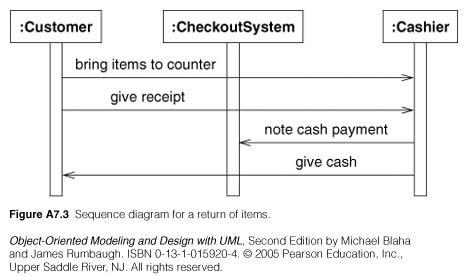 :Customer
:CheckoutSystem
:Cashier
bring items to counter
give receipt
note cash payment
give cash
Figure A7.3 Sequence diagram for a return of items.
Object-Oriented Modeling and Design with UML, Second Edition by Michael Blaha
and James Rumbaugh. ISBN 0-13-1-015920-4. © 2005 Pearson Education, Inc.,
Upper Saddle River, NJ. All rights reserved.